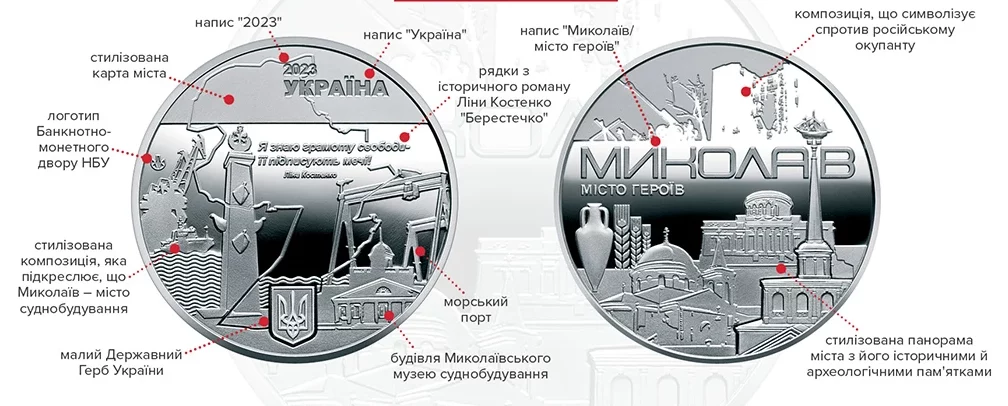 напис "2023"
стилізована
карта міста
логотип
Банкнотно-
монетного
двору НБУ
стилізована
композиція, яка
підкреслює, що
Миколаїв – місто
суднобудування
малий Державний
Герб України
напис "Україна"
рядки з
історичного роману
Ліни Костенко
"Берестечко"
морський
порт
будівля Миколаївського
музею суднобудування
2023
УКРАЇНА
Я знаю грамоту свободи-
її підписують мечі!
Ліна Костенко
напис "Миколаїв/
місто героїв"
композиція, що символізує
спротив російському
окупанту
МИКОЛАЇВ
МІСТО ГЕРОЇВ
стилізована панорама
міста з його історичними й
археологічними пам'ятками